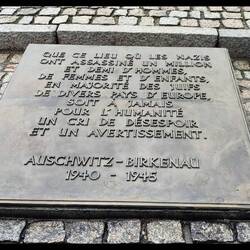 QUE CE LIEU OÙ LES NAZIS
ONT ASSASSINÉ UN MILLION
ET DEMI D'HOMMES,
DE FEMMES ET D'ENFANTS,
EN MAJORITÉ DES JUIFS
DE DIVERS PAYS D'EUROPE,
SOIT À JAMAIS
POUR L'HUMANITÉ
UN CRI DE DÉSESPOIR
ET UN AVERTISSEMENT.
AUSCHWITZ-BIRKENAU
1940 - 1945